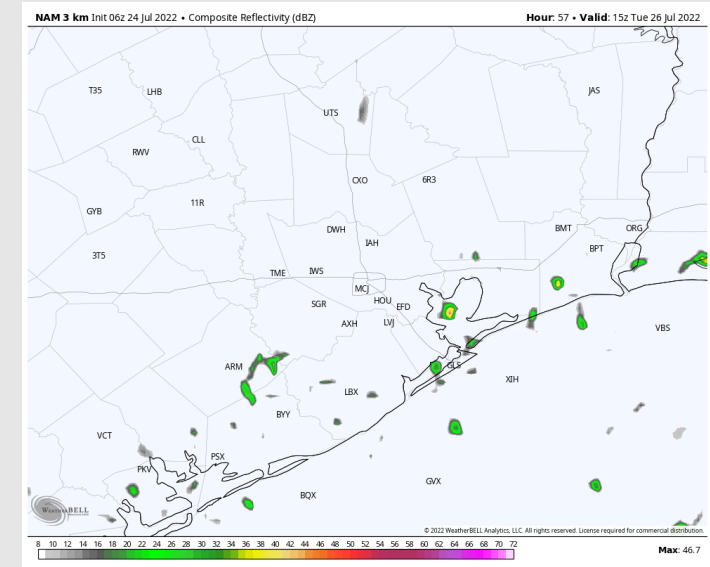 NAM 3 km Init 06z 24 Jul 2022 • Composite Reflectivity (dBZ)
Hour: 57 • Valid: 15z Tue 26 Jul 2022
T35
LHB
JAS
UTS
CLL
RWV
CXO
6R3
11R
GYB
DWH
BMT
ORG
IAH
BPT
3T5
TME
IWS
MCJ
SGR
HOU
EFD
AXH
LVJ
VBS
ARM
GLS
XIH
LBX
BYY
VCT
PSX
PKV
GVX
BQX
WeatherBELL
© 2022 WeatherBELL Analytics, LLC. All rights reserved. License required for commercial distribution.
8 10 12 14 16 18 20 22 24 26 28 30 32 34 36 38 40 42 44 46 48 50 52 54 56 58 60 62 64 66 68 70 72
Max: 46.7